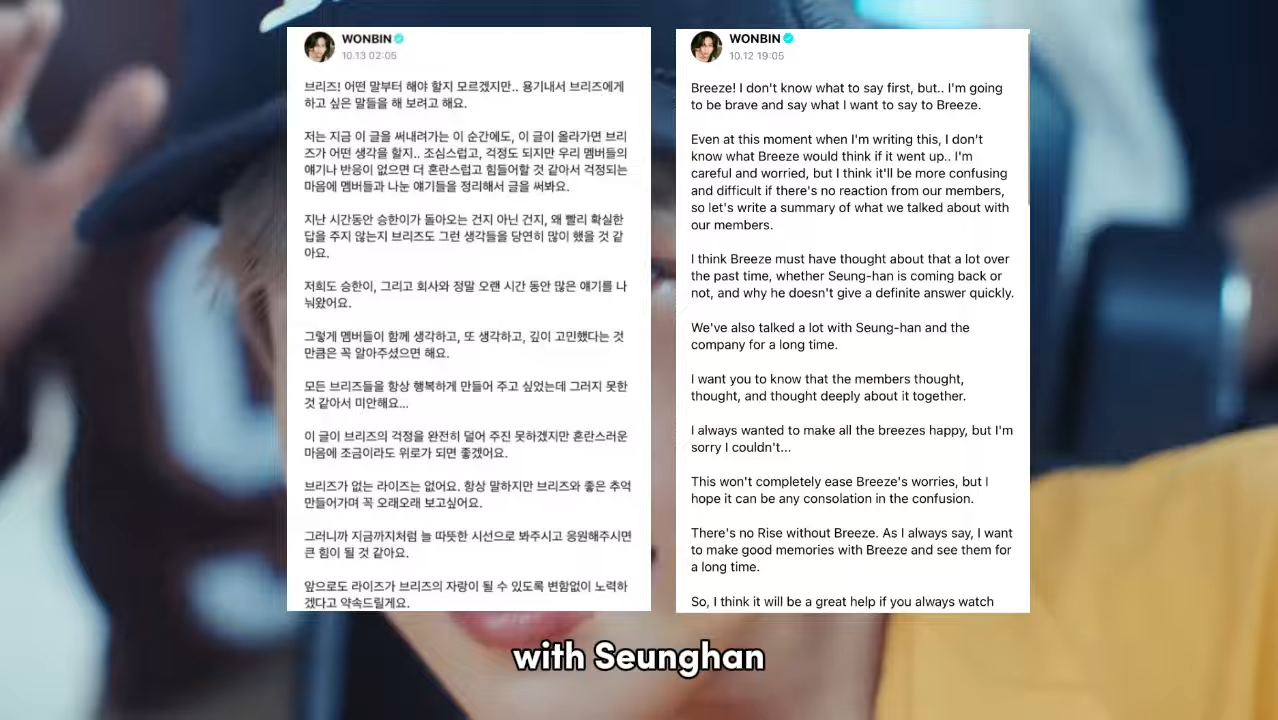 WONBIN
10.13 02:05
브리즈! 어떤 말부터 해야 할지 모르겠지만.. 용기내서 브리즈에게
하고 싶은 말들을 해 보려고 해요.
저는 지금 이 글을 써내려가는 이 순간에도, 이 글이 올라가면 브리
즈가 어떤 생각을 할지.. 조심스럽고, 걱정도 되지만 우리 멤버들의
얘기나 반응이 없으면 더 혼란스럽고 힘들어할 것 같아서 걱정되는
마음에 멤버들과 나눈 얘기들을 정리해서 글을 써봐요.
지난 시간동안 승한이가 돌아오는 건지 아닌 건지, 왜 빨리 확실한
답을 주지 않는지 브리즈도 그런 생각들을 당연히 많이 했을 것 같
아요.
저희도 승한이, 그리고 회사와 정말 오랜 시간 동안 많은 얘기를 나
눠왔어요.
그렇게 멤버들이 함께 생각하고, 또 생각하고, 깊이 고민했다는 것
만큼은 꼭 알아주셨으면 해요.
모든 브리즈들을 항상 행복하게 만들어 주고 싶었는데 그러지 못한
것 같아서 미안해요...
이 글이 브리즈의 걱정을 완전히 덜어 주진 못하겠지만 혼란스러운
마음에 조금이라도 위로가 되면 좋겠어요.
브리즈가 없는 라이즈는 없어요. 항상 말하지만 브리즈와 좋은 추억
만들어가며 꼭 오래오래 보고싶어요.
그러니까 지금까지처럼 늘 따뜻한 시선으로 봐주시고 응원해주시면
큰 힘이 될 것 같아요.
앞으로도 라이즈가 브리즈의 자랑이 될 수 있도록 변함없이 노력하
겠다고 약속드릴게요.
WONBIN
10.12 19:05
Breeze! I don't know what to say first, but.. I'm going
to be brave and say what I want to say to Breeze.
Even at this moment when I'm writing this, I don't
know what Breeze would think if it went up.. I'm
careful and worried, but I think it'll be more confusing
and difficult if there's no reaction from our members,
so let's write a summary of what we talked about with
our members.
I think Breeze must have thought about that a lot over
the past time, whether Seung-han is coming back or
not, and why he doesn't give a definite answer quickly.
We've also talked a lot with Seung-han and the
company for a long time.
I want you to know that the members thought,
thought, and thought deeply about it together.
I always wanted to make all the breezes happy, but I'm
sorry I couldn't...
This won't completely ease Breeze's worries, but I
hope it can be any consolation in the confusion.
There's no Rise without Breeze. As I always say, I want
to make good memories with Breeze and see them for
a long time.
So, I think it will be a great help if you always watch
with Seunghan